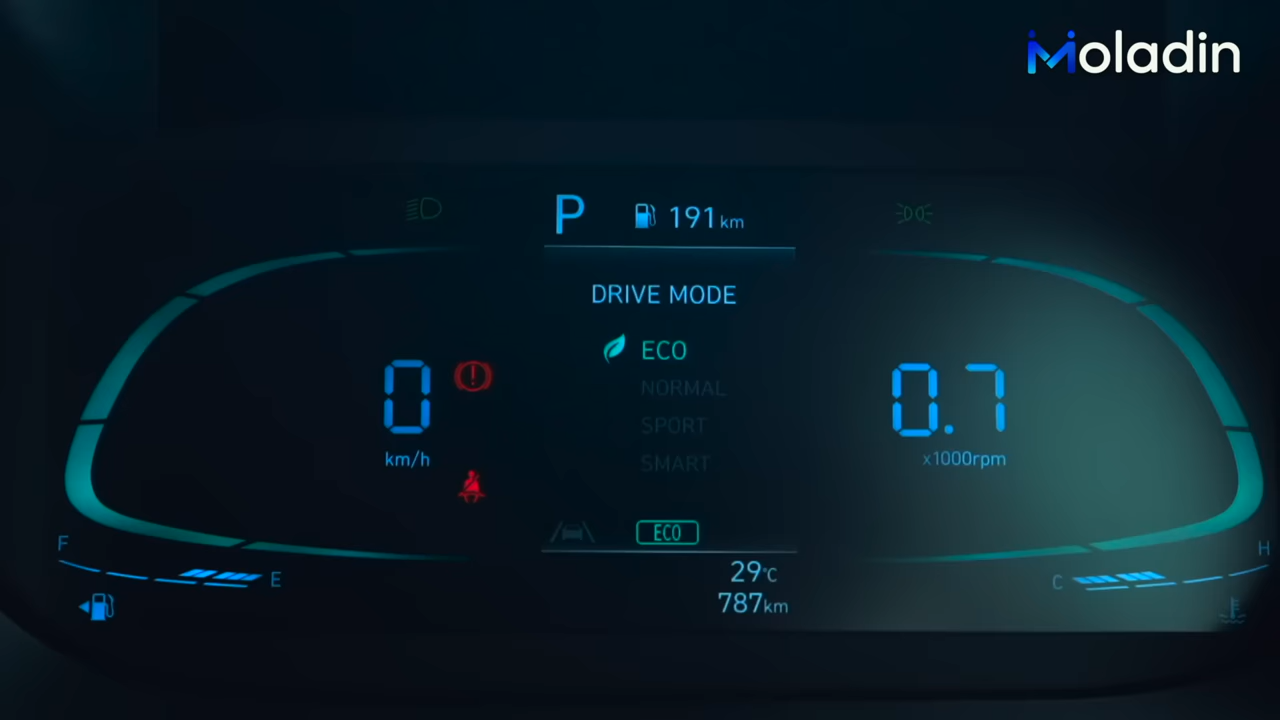 Moladin
P 191 km
DRIVE MODE
ECO
NORMAL
SPORT
SMART
0
km/h
0.7
x1000rpm
ECO
F
E
C
H
29°C
787km